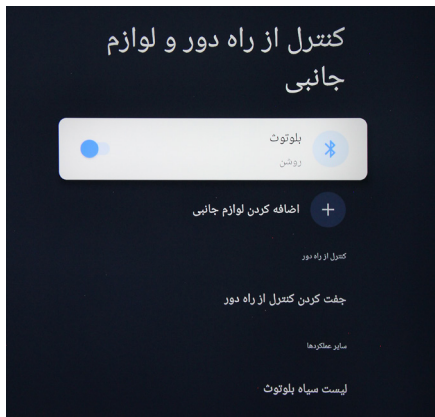 کنترل از راه دور و لوازم
جانبی
بلوتوث
روشن
اضافه کردن لوازم جانبی
کنترل از راه دور
جفت کردن کنترل از راه دور
سایر عملکردها
لیست سیاه بلوتوث